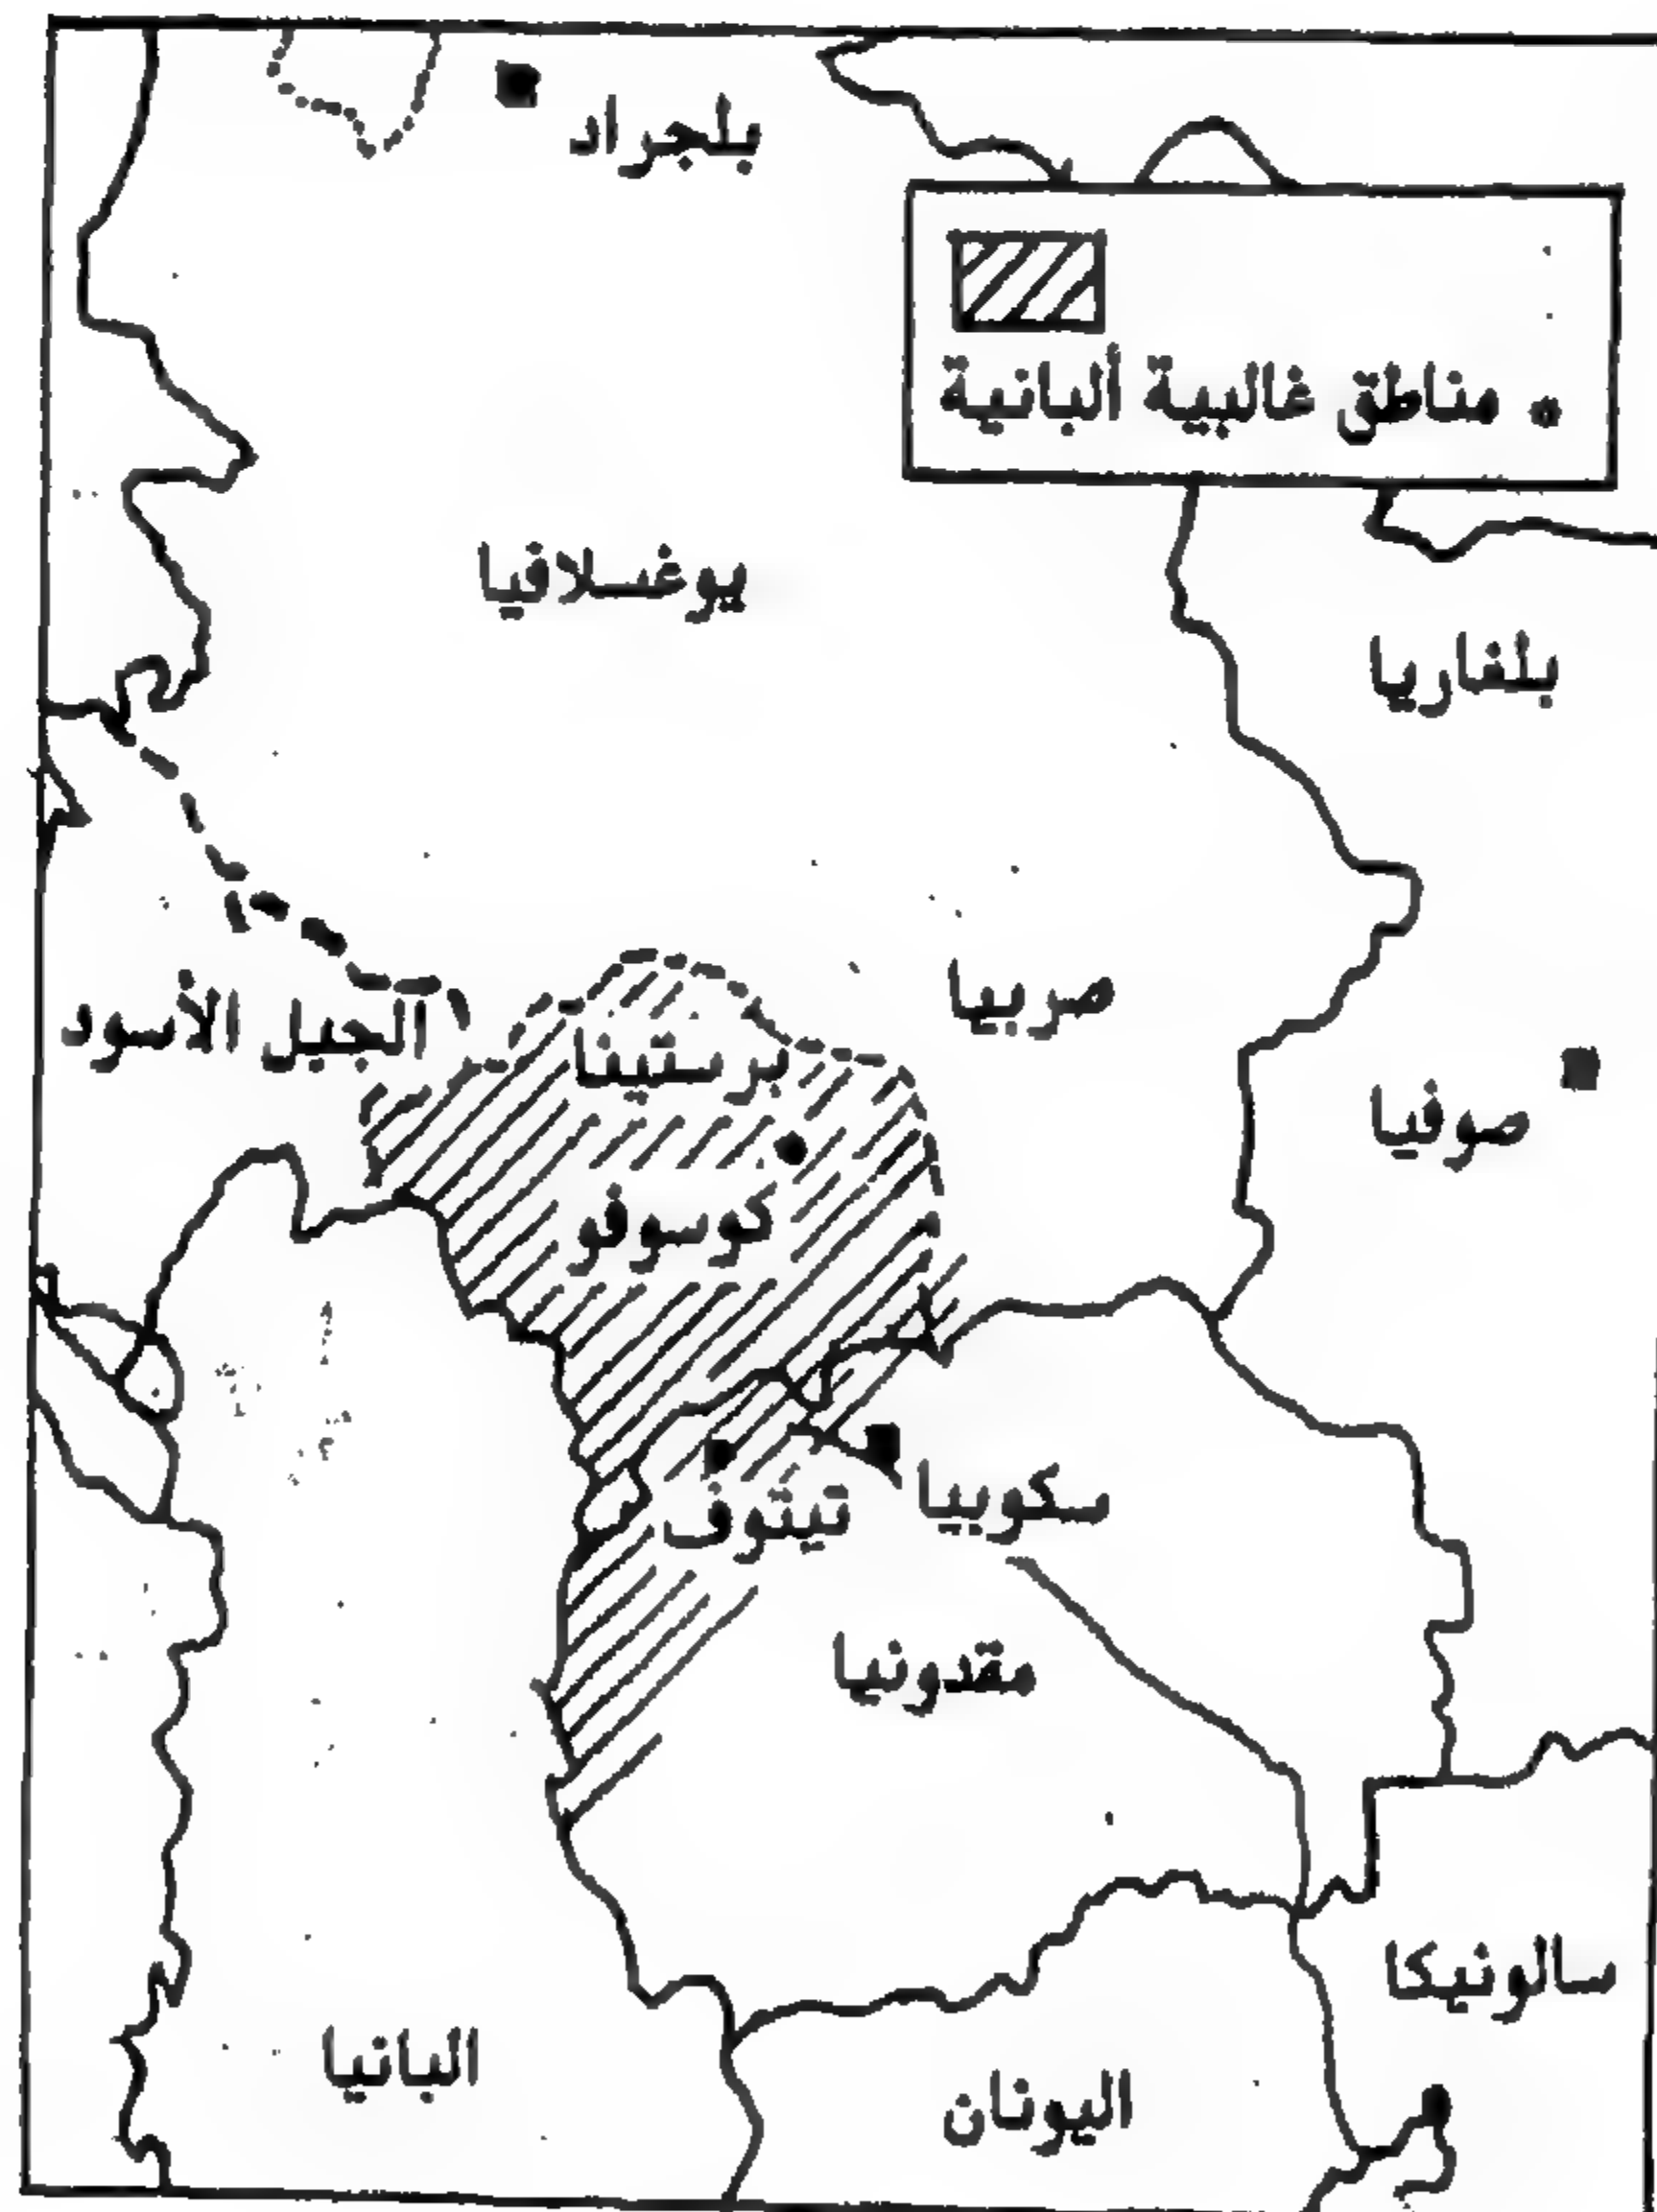 بلجراد
* مناطق غالبية ألبانية
يوغسلافيا
بلغاريا
صربيا
الجبل الأسود
برستينا
صوفيا
كوسوفو
سكوبيا
تيتوف
مقدونيا
سالونيكا
البانيا
اليونان